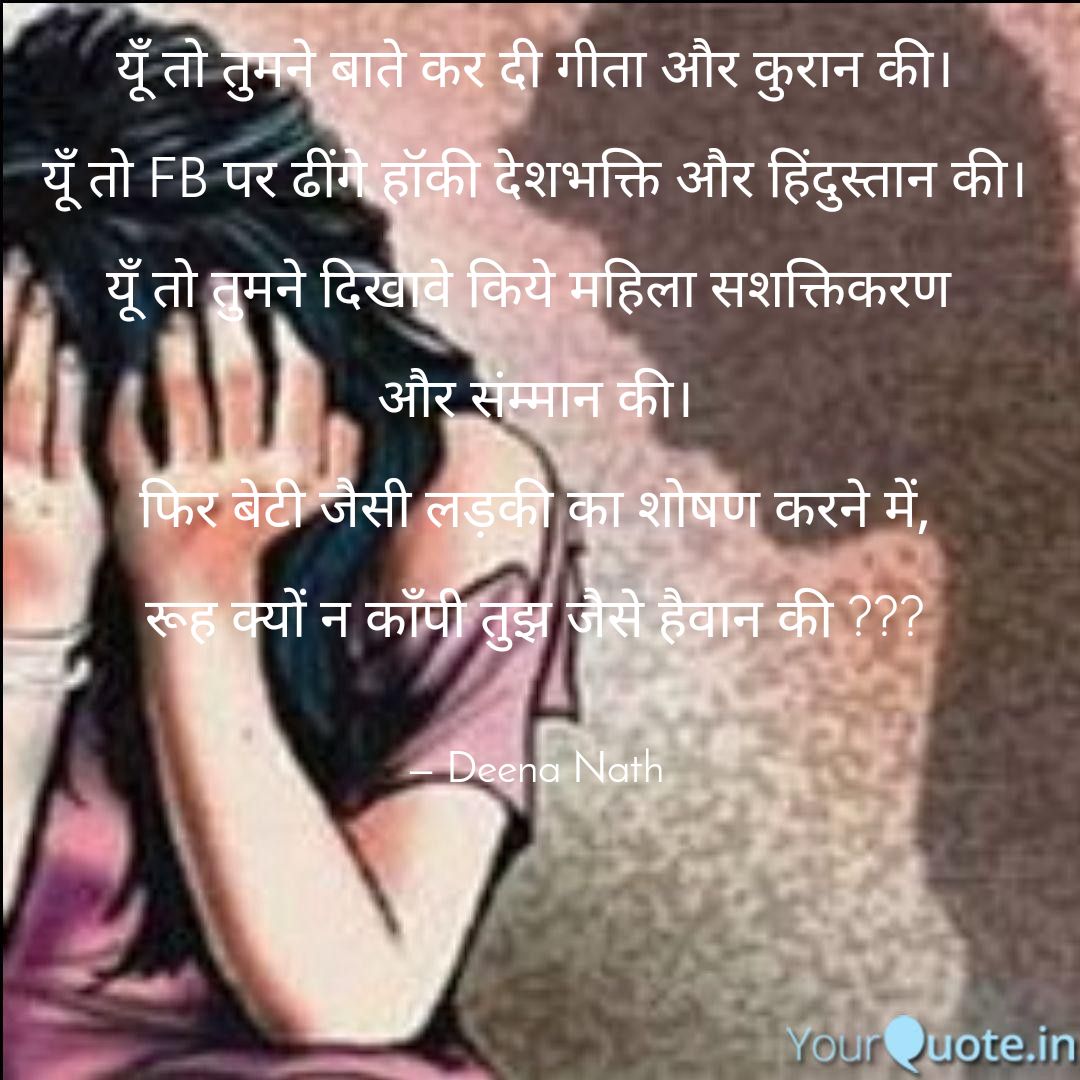 यूँ तो तुमने बाते कर दी गीता और कुरान की।
यूँ तो FB पर ढींगे हॉकी देशभक्ति और हिंदुस्तान की।
यूँ तो तुमने दिखावे किये महिला सशक्तिकरण
और संम्मान की।
फिर बेटी जैसी लड़की का शोषण करने में,
रूह क्यों न काँपी तुझ जैसे हैवान की ???
– Deena Nath
YourQuote.in